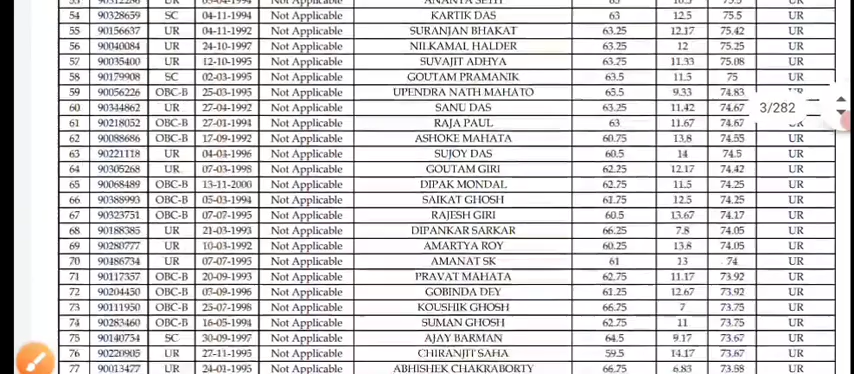 54 90328659 SC 04-11-1994 Not Applicable KARTIK DAS 63 12.5 75.5 UR
55 90156637 UR 04-11-1992 Not Applicable SURANJAN BHAKAT 63.25 12.17 75.42 UR
56 90040084 UR 24-10-1997 Not Applicable NILKAMAL HALDER 63.25 12 75.25 UR
57 90035400 UR 12-10-1995 Not Applicable SUVAJIT ADHYA 63.75 11.33 75.08 UR
58 90179908 SC 02-03-1995 Not Applicable GOUTAM PRAMANIK 63.5 11.5 75 UR
59 90056226 OBC-B 25-03-1995 Not Applicable UPENDRA NATH MAHATO 65.5 9.33 74.83
60 90344862 UR 27-04-1992 Not Applicable SANU DAS 63.25 11.42 74.67 3/282
61 90218052 OBC-B 27-01-1994 Not Applicable RAJA PAUL 63 11.67 74.67
62 90088686 OBC-B 17-09-1992 Not Applicable ASHOKE MAHATA 60.75 13.8 74.55 UR
63 90221118 UR 04-04-1996 Not Applicable SUJOY DAS 60.5 14 74.5 UR
64 90305268 UR 07-03-1998 Not Applicable GOUTAM GIRI 62.25 12.17 74.42 UR
65 90068489 OBC-B 13-11-2000 Not Applicable DIPAK MONDAL 62.75 11.5 74.25 UR
66 90388993 OBC-B 05-03-1994 Not Applicable SAIKAT GHOSH 61.75 12.5 74.25 UR
67 90323751 OBC-B 07-07-1995 Not Applicable RAJESH GIRI 60.5 13.67 74.17 UR
68 90188385 UR 21-03-1993 Not Applicable DIPANKAR SARKAR 66.25 7.8 74.05 UR
69 90280777 UR 10-03-1992 Not Applicable AMARTYA ROY 60.25 13.8 74.05 UR
70 90486734 UR 07-07-1995 Not Applicable AMANAT SK 61 13 74 UR
71 90117357 OBC-B 20-09-1993 Not Applicable PRAVAT MAHATA 62.75 11.17 73.92 UR
72 90204450 OBC-B 03-09-1996 Not Applicable GOBINDA DEY 61.25 12.67 73.92 UR
73 90111950 OBC-B 25-07-1998 Not Applicable KOUSHIK GHOSH 66.75 7 73.75 UR
74 90283460 OBC-B 16-05-1994 Not Applicable SUMAN GHOSH 62.75 11 73.75 UR
75 90140754 SC 30-09-1997 Not Applicable AJAY BARMAN 64.5 9.17 73.67 UR
76 90220905 UR 27-11-1995 Not Applicable CHIRANJIT SAHA 59.5 14.17 73.67 UR
77 90013477 UR 24-01-1995 Not Applicable ABHISHEK CHAKRABORTY 66.75 6.83 73.58 UR